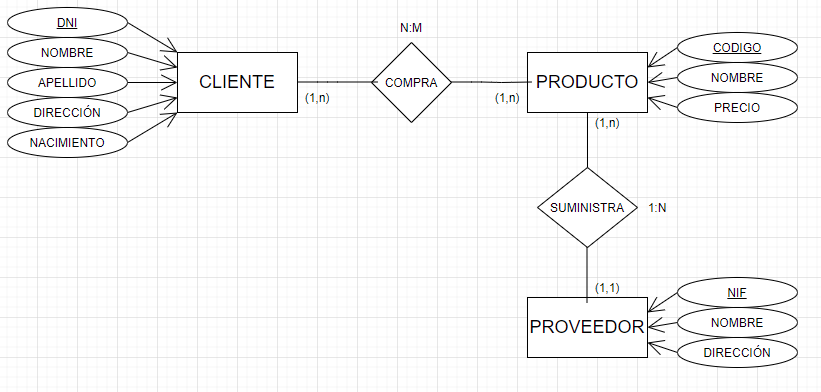 DNI
NOMBRE
APELLIDO
DIRECCIÓN
NACIMIENTO
CLIENTE
(1,n)
N:M
COMPRA
(1,n)
PRODUCTO
(1,n)
CODIGO
NOMBRE
PRECIO
SUMINISTRA
1:N
(1,1)
PROVEEDOR
NIF
NOMBRE
DIRECCIÓN